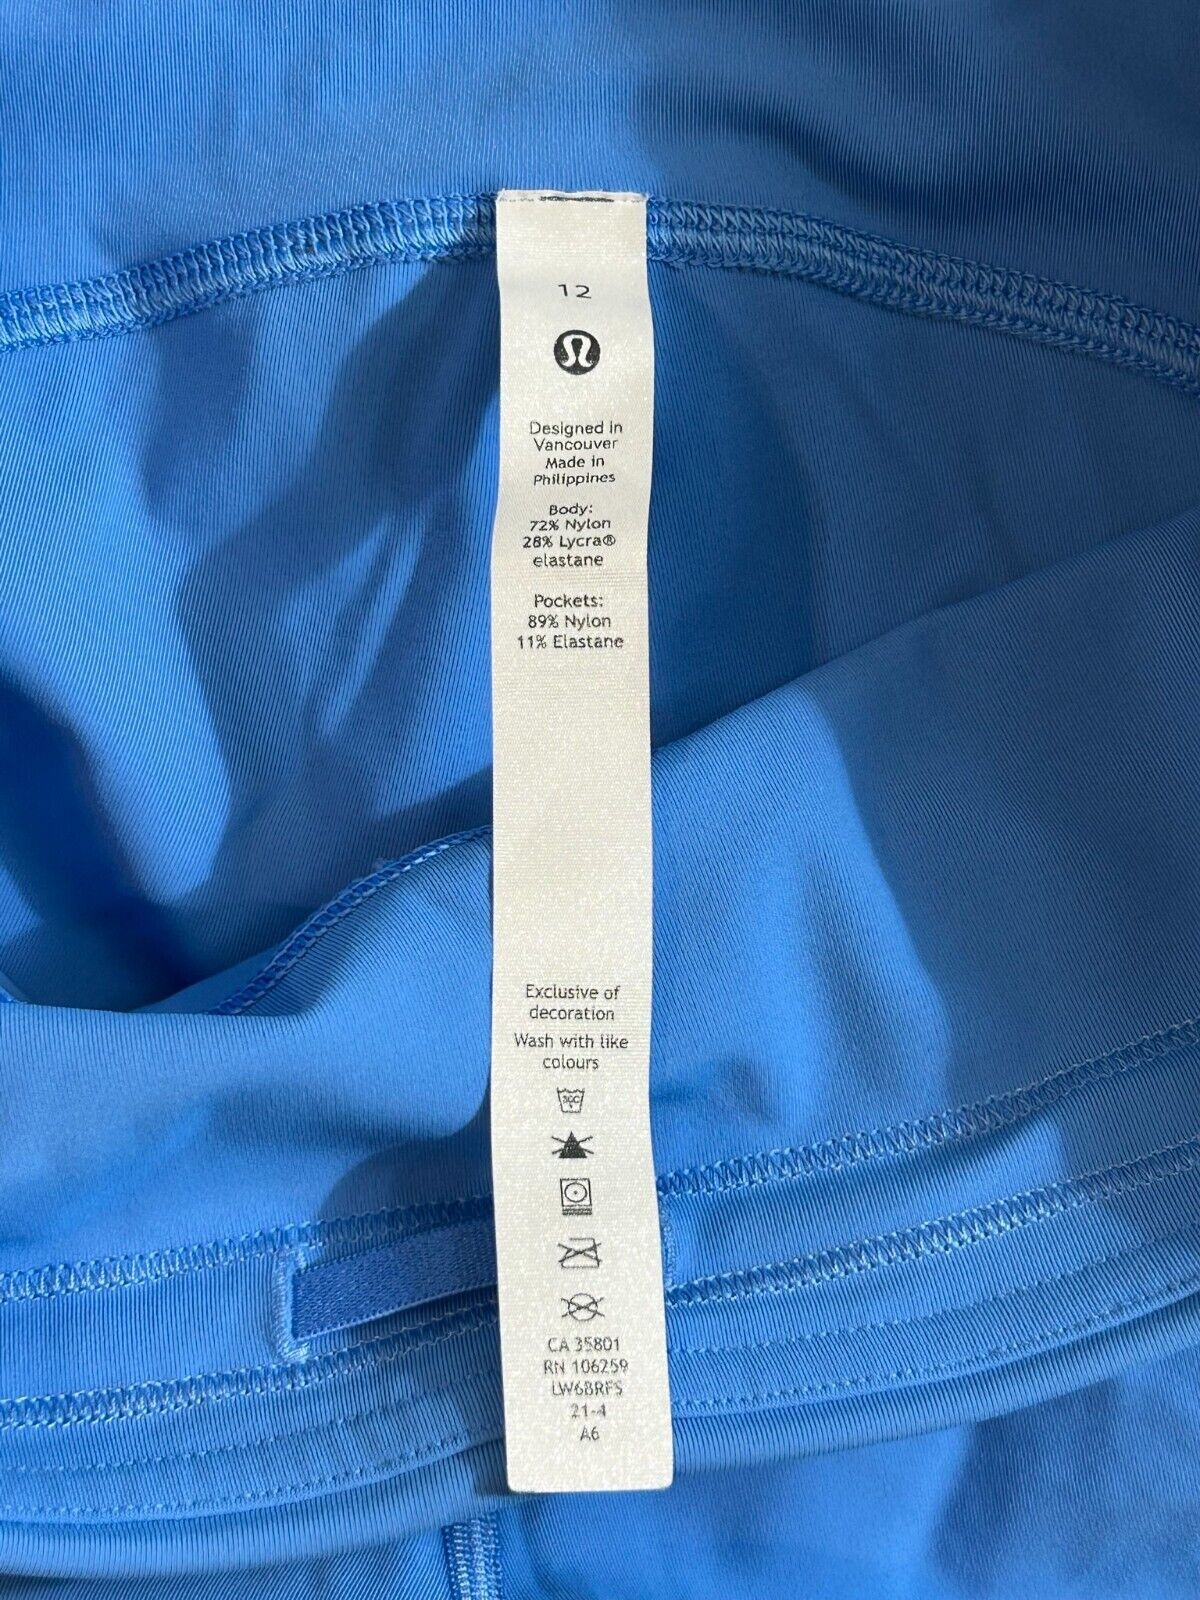 12
Designed in
Vancouver
Made in
Philippines
Body:
72% Nylon
28% Lycra®
elastane
Pockets:
89% Nylon
11% Elastane
Exclusive of
decoration
Wash with like
colours
CA 35801
RN 106259
LW6BRFS
21-4
A6